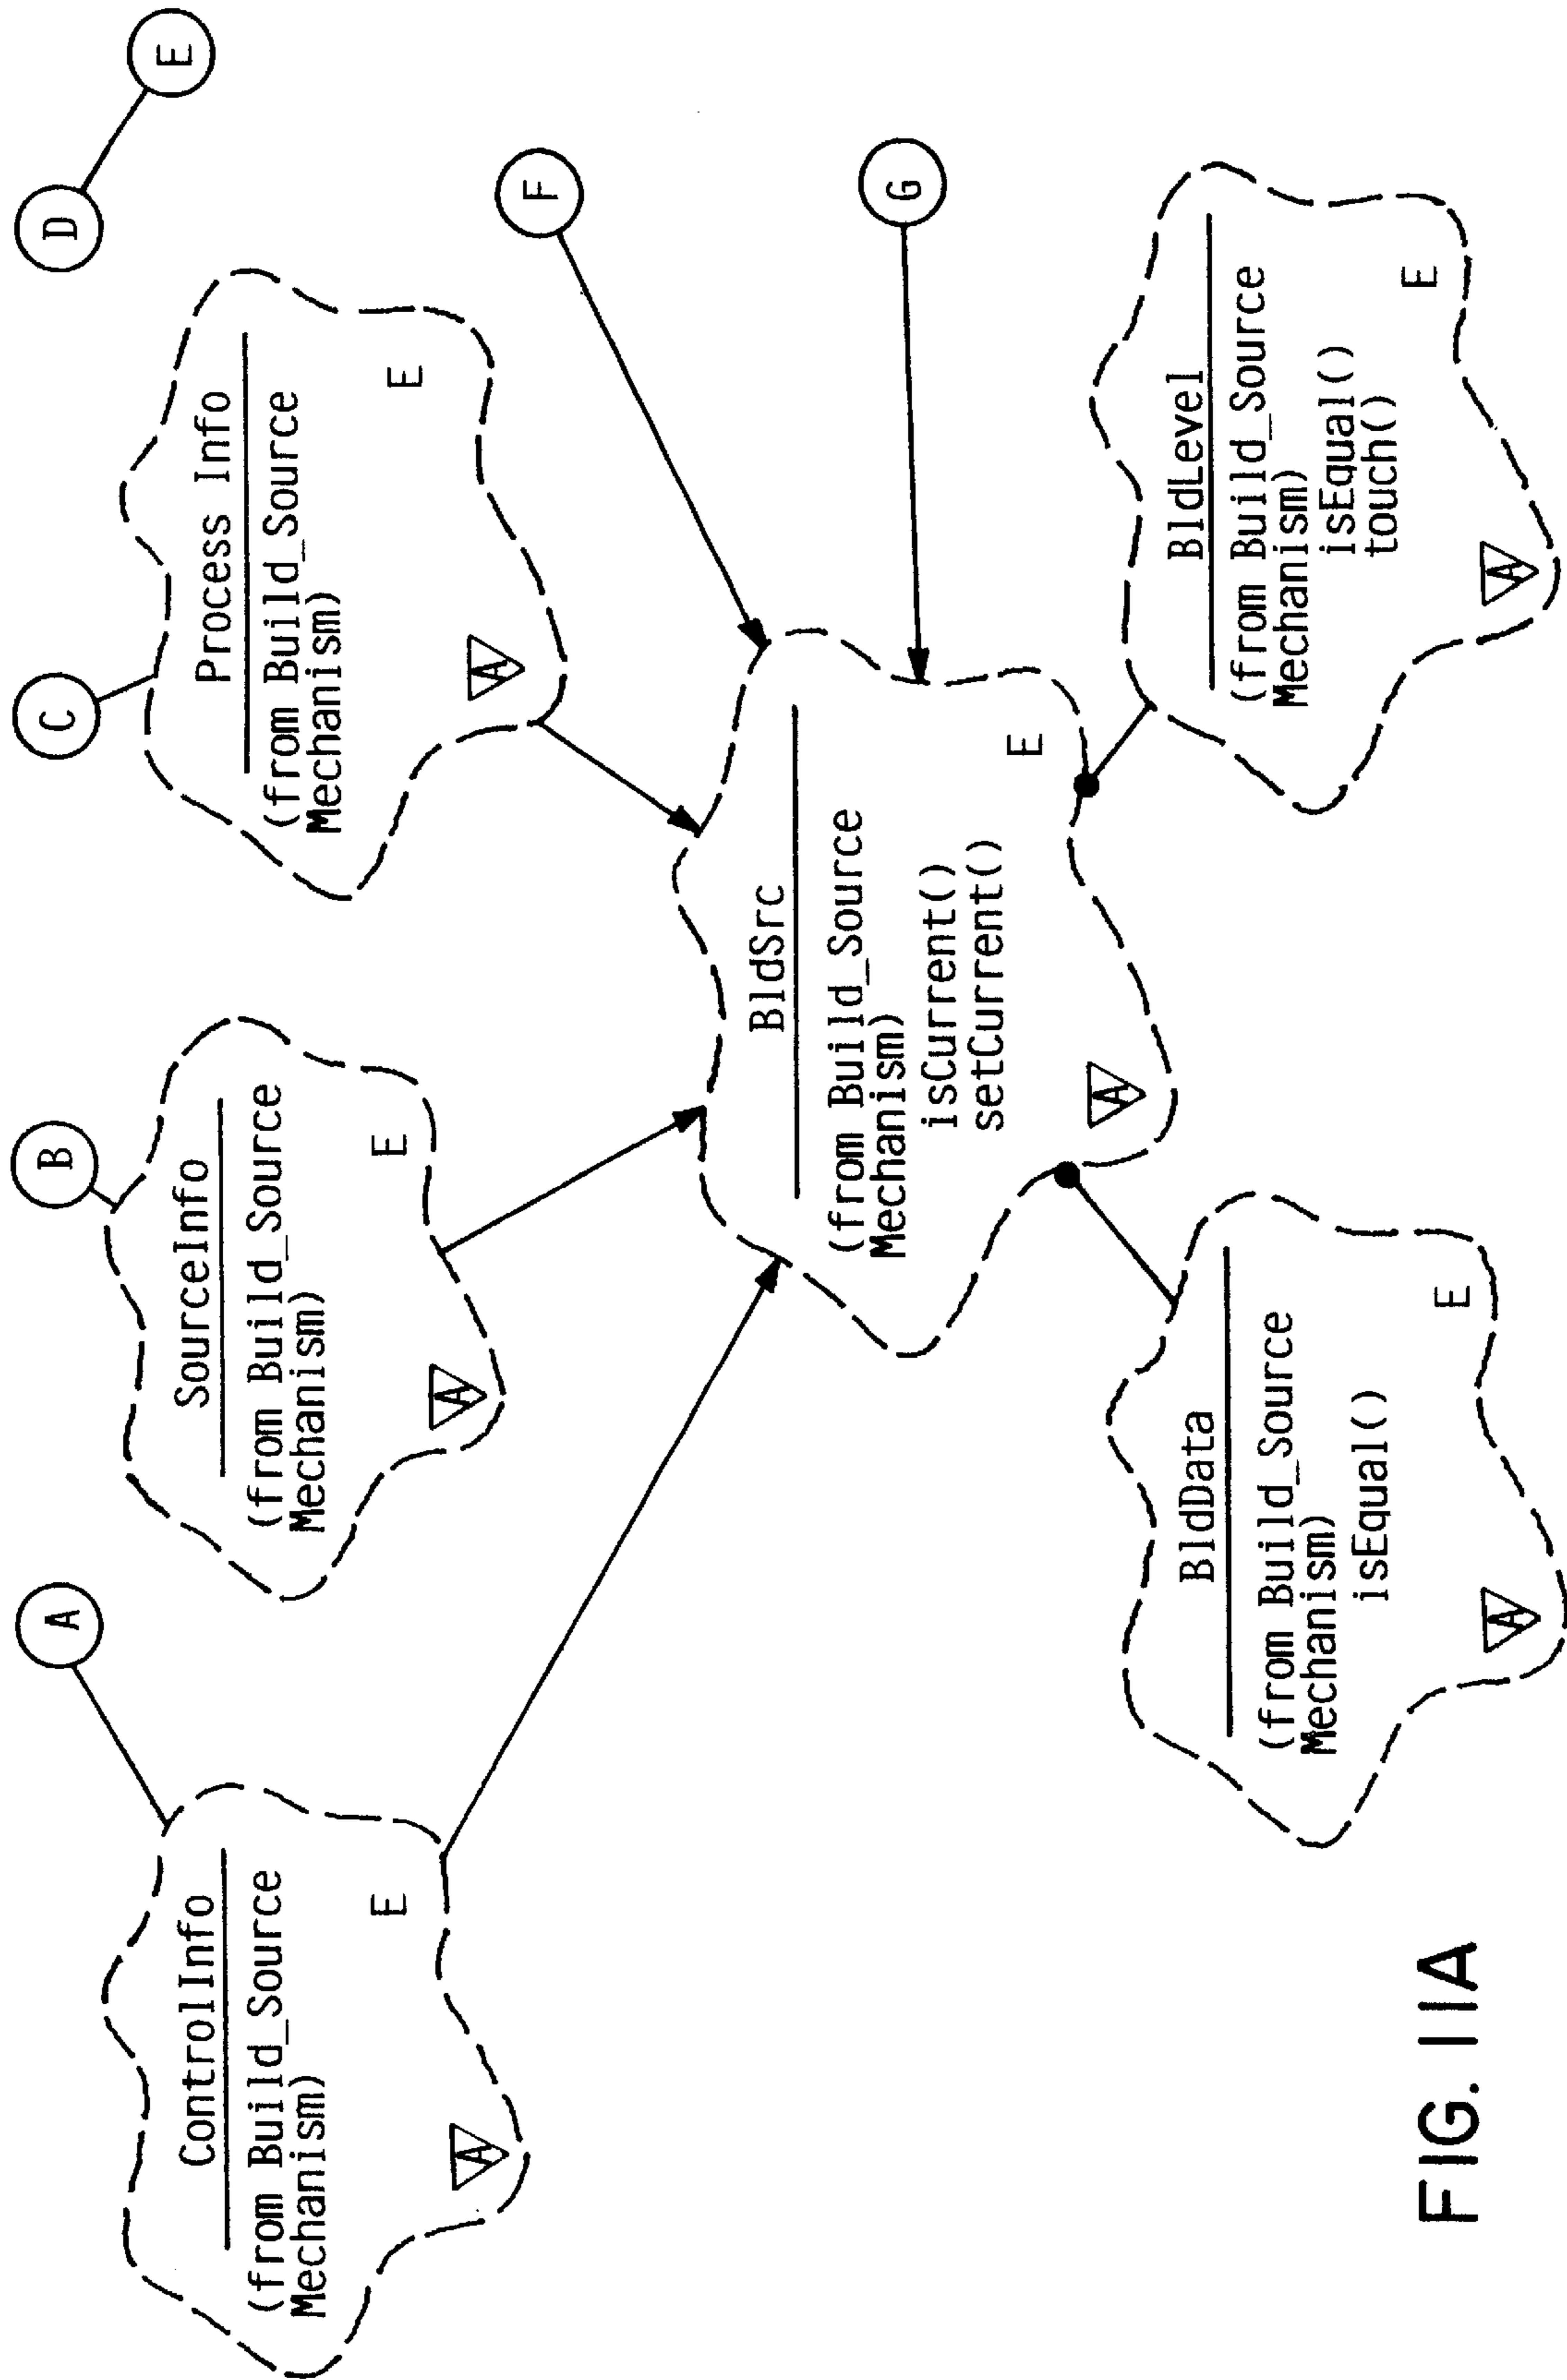 A
B
C
D
E
ControlInfo
(from Build_Source
Mechanism)
E
A
SourceInfo
(from Build_Source
Mechanism)
E
A
Process Info
(from Build_Source
Mechanism)
E
A
F
BldSrc
(from Build_Source
Mechanism)
isCurrent()
setCurrent()
E
A
G
BldData
(from Build_Source
Mechanism)
isEqual()
E
A
BldLevel
(from Build_Source
Mechanism)
isEqual()
touch()
E
A
FIG. 11A